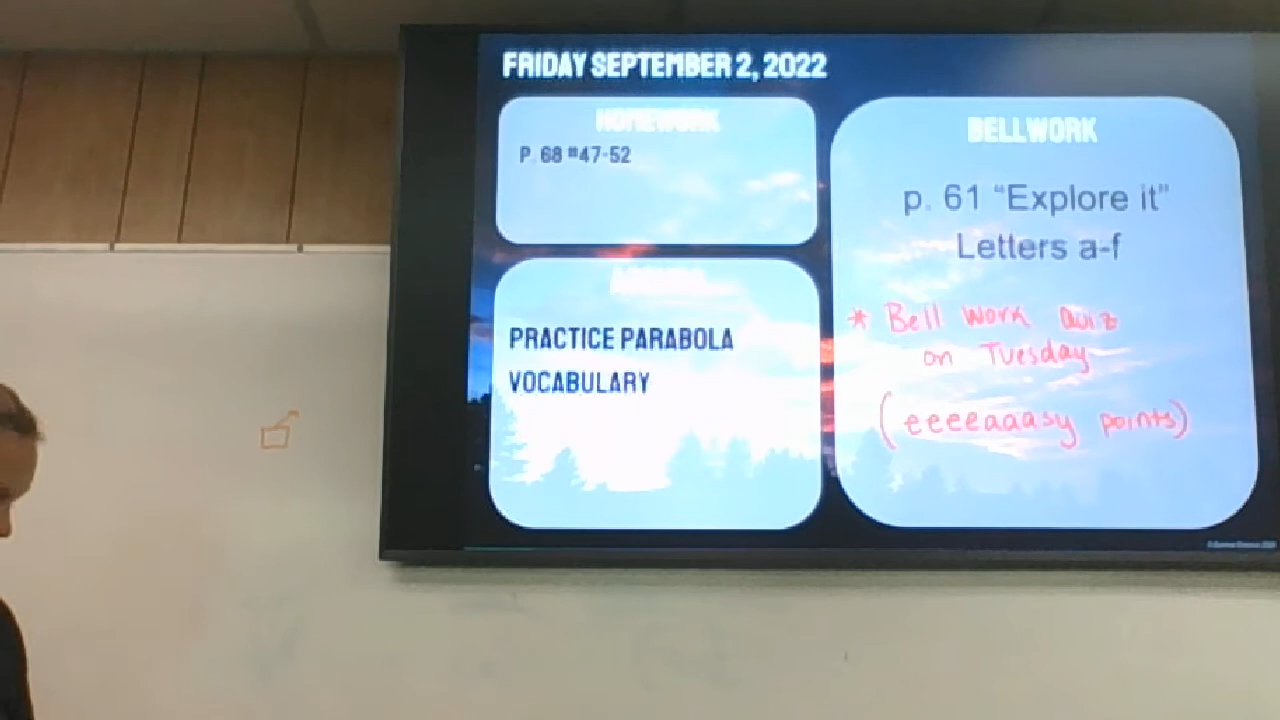 FRIDAY SEPTEMBER 2, 2022
HOMEWORK
P. 68 #47-52
PRACTICE PARABOLA
VOCABULARY
BELLWORK
p. 61 “Explore it”
Letters a-f
* Bell work Quiz
on Tuesday
(eeeeaaasy points)